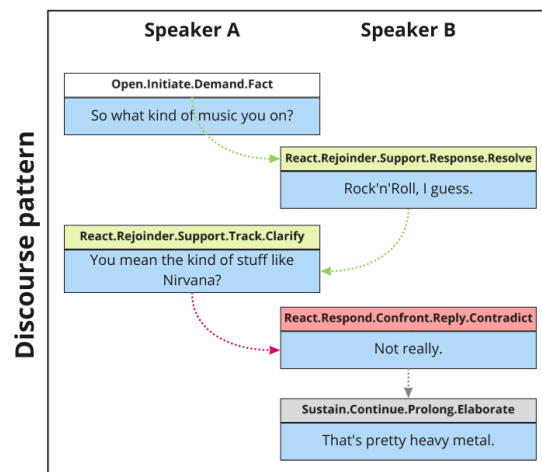 Speaker A
Speaker B
Discourse pattern
Open.Initiate.Demand.Fact
So what kind of music you on?
React.Rejoinder.Support.Response.Resolve
Rock'n'Roll, I guess.
React.Rejoinder.Support.Track.Clarify
You mean the kind of stuff like
Nirvana?
React.Respond.Confront.Reply.Contradict
Not really.
Sustain.Continue.Prolong.Elaborate
That's pretty heavy metal.